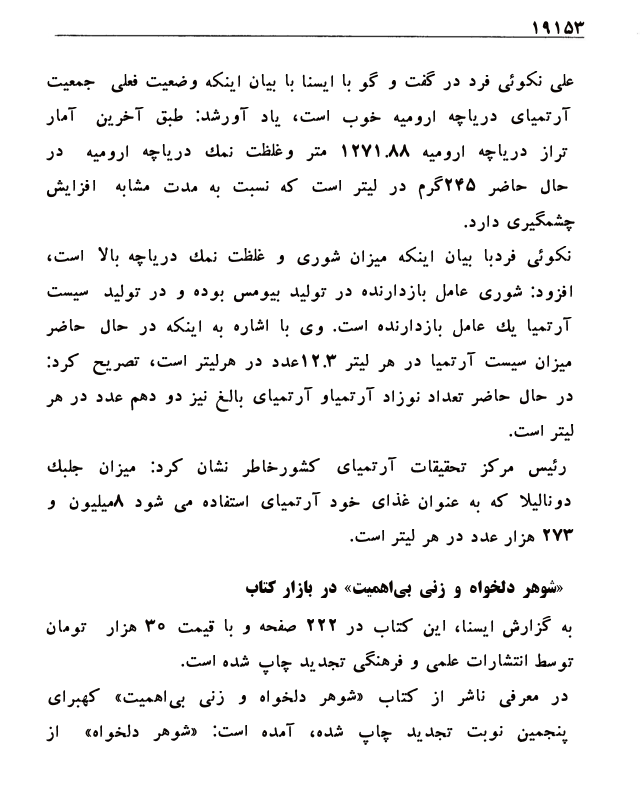 ۱۹۱۵۳
علی نکوئی فرد در گفت و گو با ایسنا با بیان اینکه وضعیت فعلی جمعیت
آرتمیای دریاچه ارومیه خوب است، یاد آورشد: طبق آخرین آمار
تراز دریاچه ارومیه ۱۲۷۱.۸۸ متر وغلظت نمك دریاچه ارومیه در
حال حاضر ۲۴۵گرم در لیتر است که نسبت به مدت مشابه افزایش
چشمگیری دارد.
نکوئی فردبا بیان اینکه میزان شوری و غلظت نمك دریاچه بالا است،
افزود: شوری عامل بازدارنده در تولید بیومس بوده و در تولید سیست
آرتمیا یك عامل بازدارنده است. وی با اشاره به اینکه در حال حاضر
میزان سیست آرتمیا در هر لیتر ۱۲.۳عدد در هرلیتر است، تصریح کرد:
در حال حاضر تعداد نوزاد آرتمیاو آرتمیای بالغ نیز دو دهم عدد در هر
لیتر است.
رئیس مرکز تحقیقات آرتمیای کشورخاطر نشان کرد: میزان جلبك
دونالیلا که به عنوان غذای خود آرتمیای استفاده می شود ۸میلیون و
۲۷۳ هزار عدد در هر لیتر است.
«شوهر دلخواه و زنی بی‌اهمیت» در بازار کتاب
به گزارش ایسنا، این کتاب در ۲۲۲ صفحه و با قیمت ۳۰ هزار تومان
توسط انتشارات علمی و فرهنگی تجدید چاپ شده است.
در معرفی ناشر از کتاب «شوهر دلخواه و زنی بی‌اهمیت» کهبرای
پنجمین نوبت تجدید چاپ شده، آمده است: «شوهر دلخواه» از